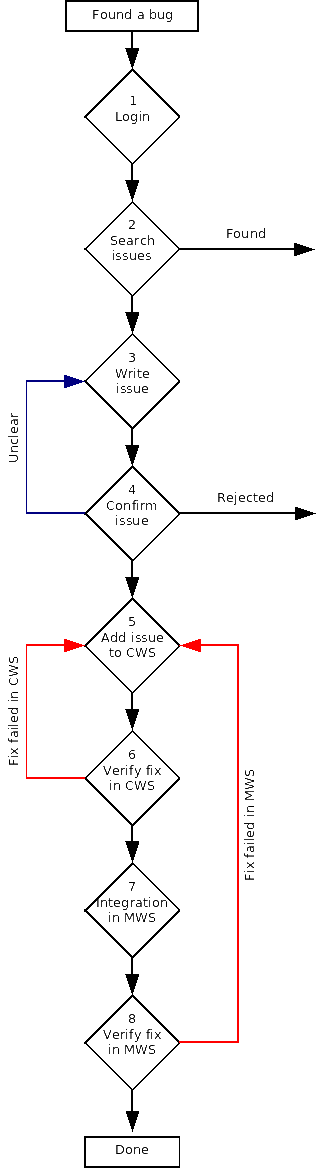 Found a bug
1
Login
2
Search
issues
Found
3
Write
issue
Unclear
4
Confirm
issue
Rejected
5
Add issue
to CWS
Fix failed in CWS
6
Verify fix
in CWS
Fix failed in MWS
7
Integration
in MWS
8
Verify fix
in MWS
Done